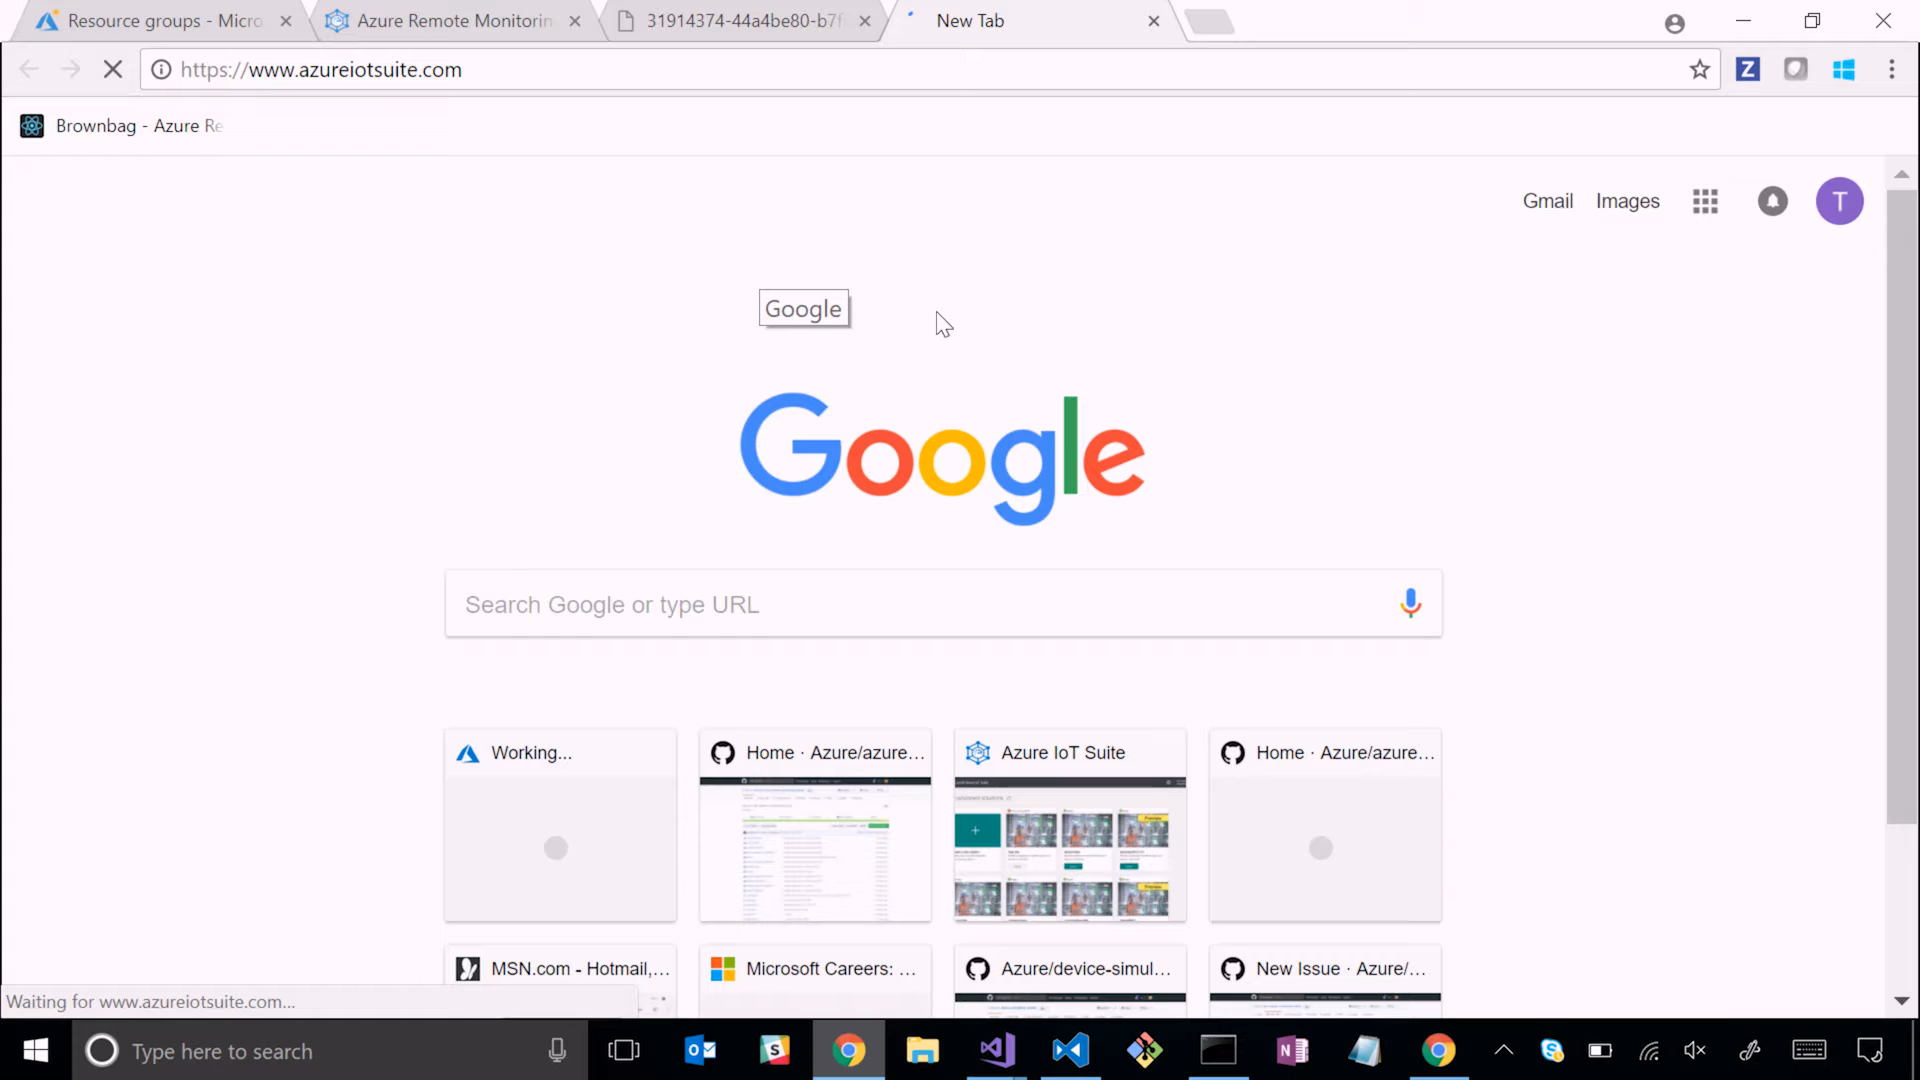 Resource groups - Micro
Azure Remote Monitorin
31914374-44a4be80-b7f
New Tab
https://www.azureiotsuite.com
Z
Brownbag - Azure Re
Gmail
Images
T
Google
Google
Search Google or type URL
Working...
Home · Azure/azure...
Azure IoT Suite
Home · Azure/azure...
MSN.com - Hotmail,...
Microsoft Careers: ...
Azure/device-simul...
New Issue · Azure/...
Waiting for www.azureiotsuite.com...
Type here to search